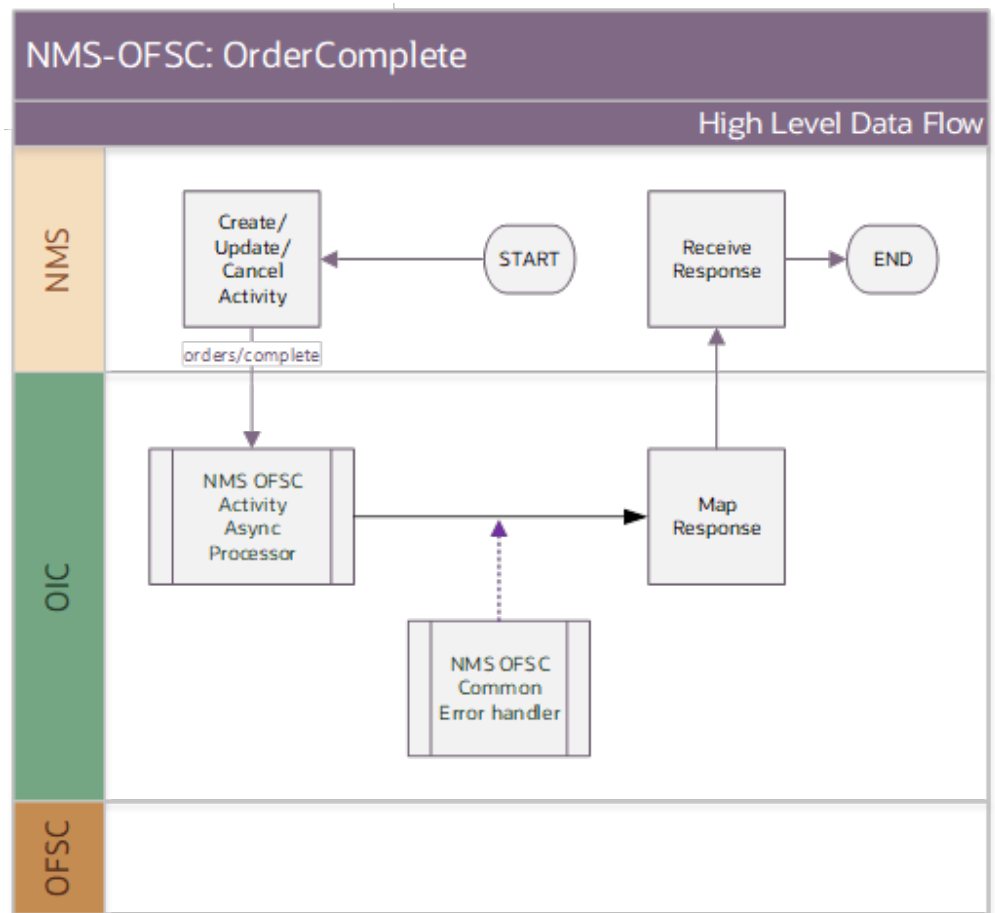 NMS-OFSC: OrderComplete
High Level Data Flow
NMS
Create/
Update/
Cancel
Activity
START
Receive
Response
END
orders/complete
OIC
NMS OFSC
Activity
Async
Processor
Map
Response
NMS OFSC
Common
Error handler
OFSC